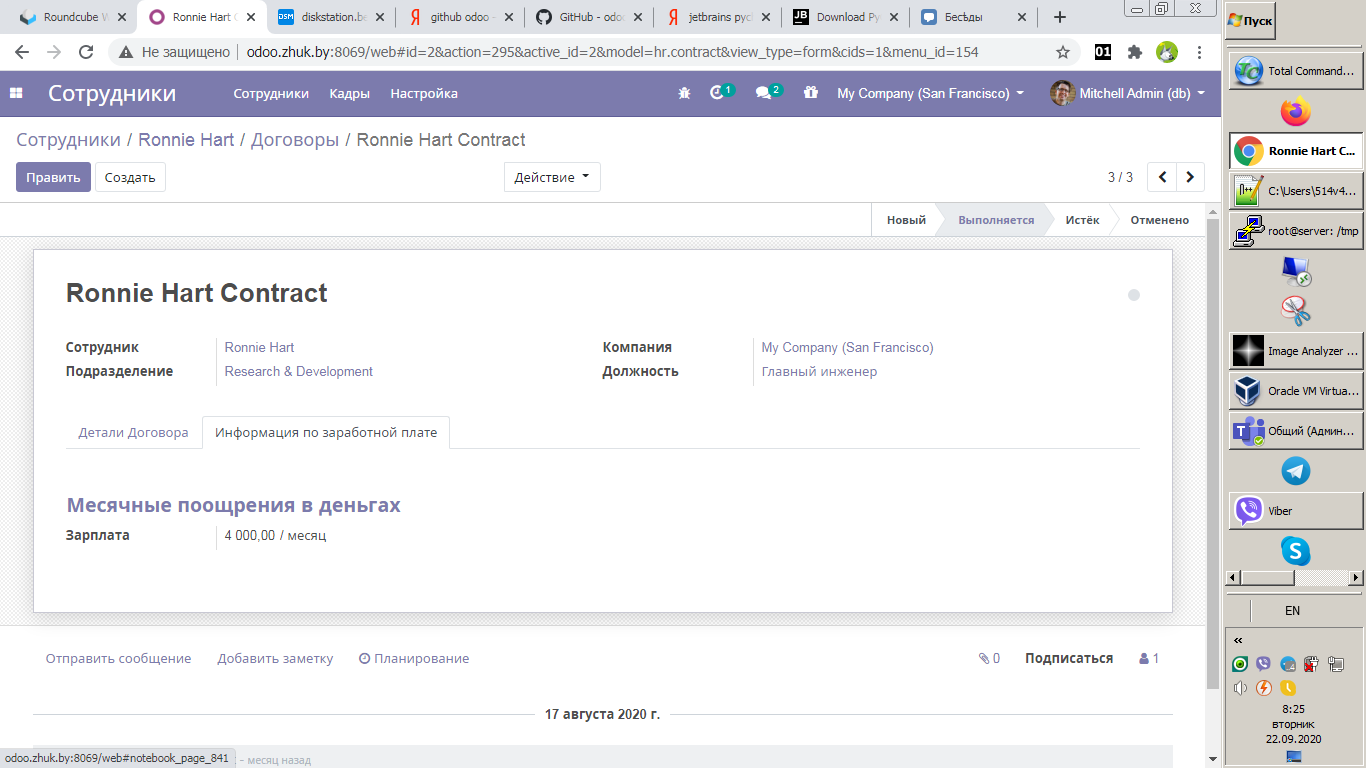 Roundcube W
Ronnie Hart C
diskstation.be
github odoo -
GitHub - odoo
jetbrains pych
Download Py
Бесѣды
Не защищено
odoo.zhuk.by:8069/web#id=2&action=295&active_id=2&model=hr.contract&view_type=form&cids=1&menu_id=154
01
Сотрудники
Сотрудники
Кадры
Настройка
1
2
My Company (San Francisco)
Mitchell Admin (db)
Сотрудники / Ronnie Hart / Договоры / Ronnie Hart Contract
Править
Создать
Действие
3 / 3
Новый
Выполняется
Истёк
Отменено
Ronnie Hart Contract
Сотрудник
Ronnie Hart
Компания
My Company (San Francisco)
Подразделение
Research & Development
Должность
Главный инженер
Детали Договора
Информация по заработной плате
Месячные поощрения в деньгах
Зарплата
4 000,00 / месяц
Отправить сообщение
Добавить заметку
Планирование
0
Подписаться
1
17 августа 2020 г.
odoo.zhuk.by:8069/web#notebook_page_841
- месяц назад
Пуск
Total Command...
Ronnie Hart C...
C:\Users\514v4...
root@server: /tmp
Image Analyzer ...
Oracle VM Virtua...
Общий (Админ...
Viber
EN
«
8:25
вторник
22.09.2020